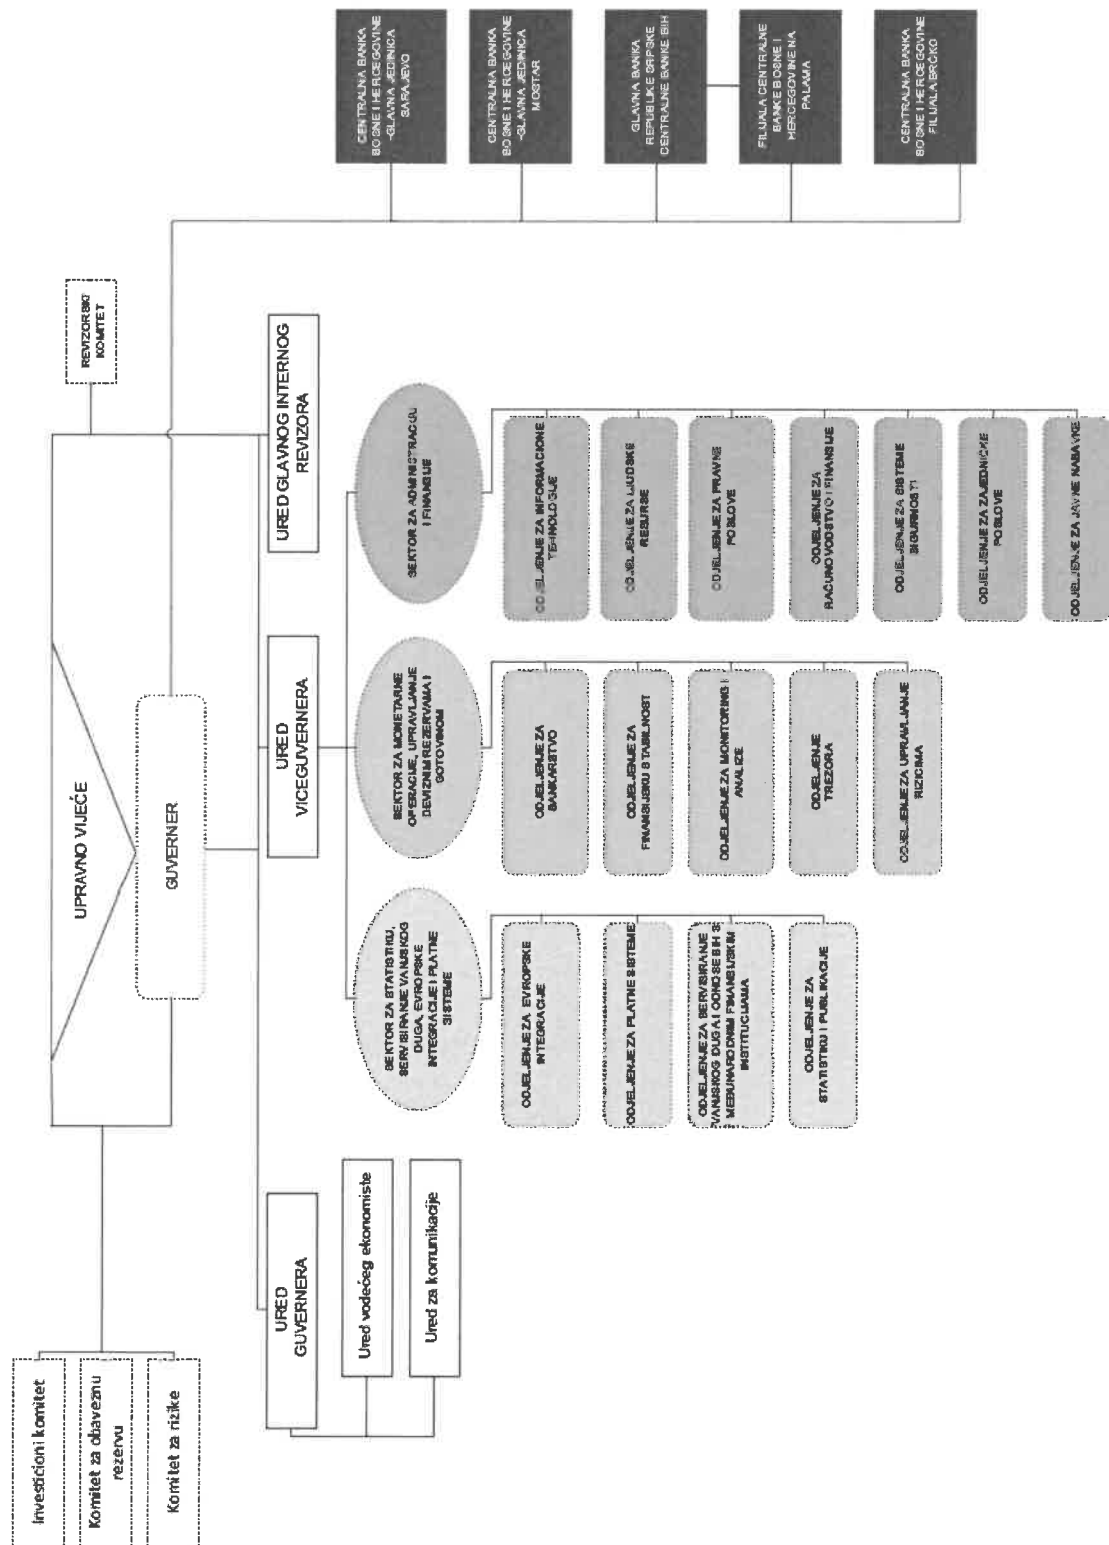 Investicioni komitet
Komitet za obaveznu
rezervu
Komitet za rizike
UPRAVNO VIJEĆE
GUVERNER
REVIZORSKI
KOMITET
URED
GUVERNERA
Ured vodećeg ekonomiste
Ured za komunikacije
URED
VICEGUVERNERA
URED GLAVNOG INTERNOG
REVIZORA
SEKTOR ZA STATISTIKU,
SERVISIRANJE VANJSKOG
DUGA, EVROPSKE
INTEGRACIJE I PLATNE
SISTEME
ODJELJENJE ZA EVROPSKE
INTEGRACIJE
ODJELJENJE ZA PLATNE SISTEME
ODJELJENJE ZA SERVISIRANJE
VANJSKOG DUGA I ODNOSE BIH S
MEĐUNARODNIM FINANSIJSKIM
INSTITUCIJAMA
ODJELJENJE ZA
STATISTIKU I PUBLIKACIJE
SEKTOR ZA MONETARNE
OPERACIJE, UPRAVLJANJE
DEVIZNIM REZERVAMA I
GOTOVINOM
ODJELJENJE ZA
BANKARSTVO
ODJELJENJE ZA
FINANSIJSKU STABILNOST
ODJELJENJE ZA MONITORING I
ANALIZE
ODJELJENJE
TREZORA
ODJELJENJE ZA UPRAVLJANJE
RIZICIMA
SEKTOR ZA ADMINISTRACIJU
I FINANSIJE
ODJELJENJE ZA INFORMACIONE
TEHNOLOGIJE
ODJELJENJE ZA LJUDSKE
RESURSE
ODJELJENJE ZA PRAVNE
POSLOVE
ODJELJENJE ZA
RAČUNOVODSTVO I FINANSIJE
ODJELJENJE ZA SISTEME
SIGURNOSTI
ODJELJENJE ZA ZAJEDNIČKE
POSLOVE
ODJELJENJE ZA JAVNE NABAVKE
CENTRALNA BANKA
BOSNE I HERCEGOVINE
-GLAVNA JEDINICA
SARAJEVO
CENTRALNA BANKA
BOSNE I HERCEGOVINE
-GLAVNA JEDINICA
MOSTAR
GLAVNA BANKA
REPUBLIKE SRPSKE
CENTRALNE BANKE BIH
FILIJALA CENTRALNE
BANKE BOSNE I
HERCEGOVINE NA
PALAMA
CENTRALNA BANKA
BOSNE I HERCEGOVINE
FILIJALA BRČKO